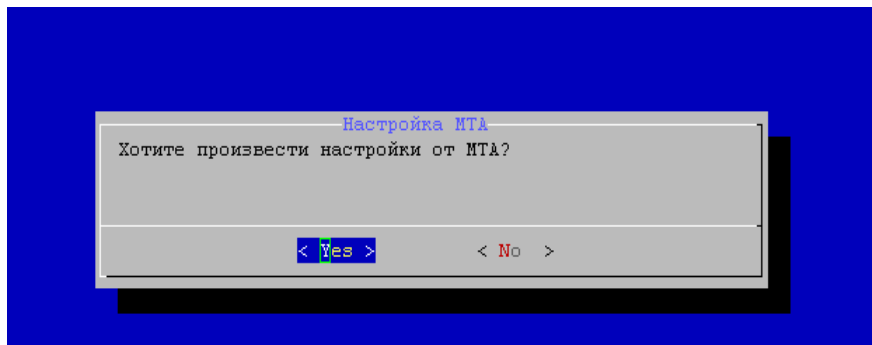 Настройка МТА
Хотите произвести настройки от МТА?
< Yes > < No >